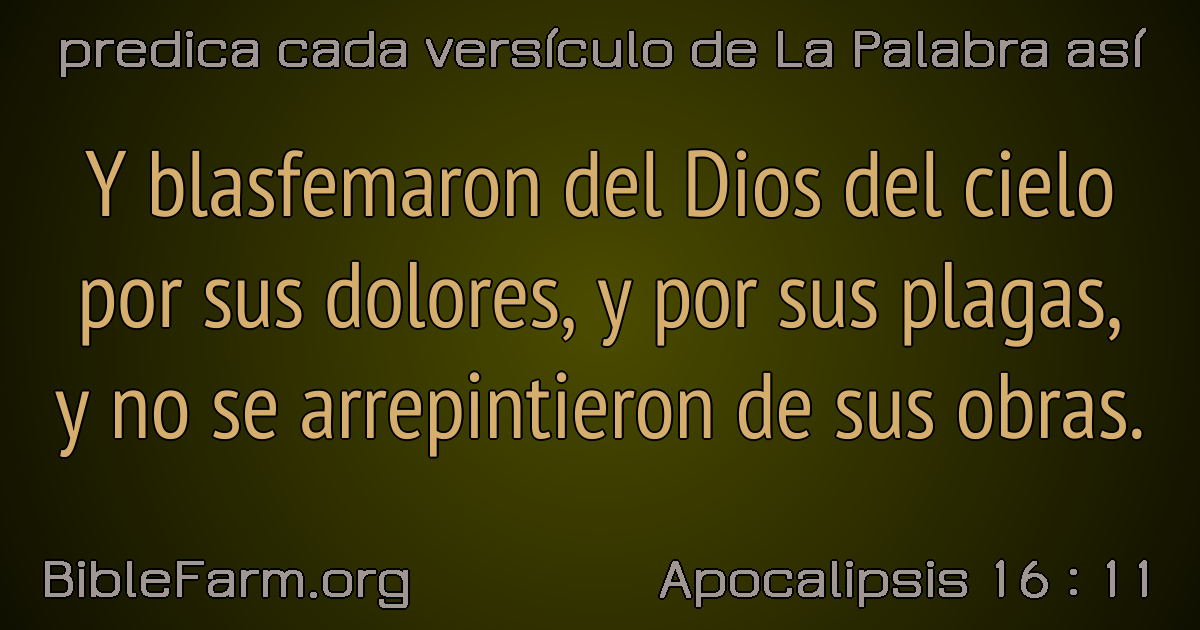 predica cada versículo de La Palabra así
Y blasfemaron del Dios del cielo
por sus dolores, y por sus plagas,
y no se arrepintieron de sus obras.
BibleFarm.org
Apocalipsis 16 : 11